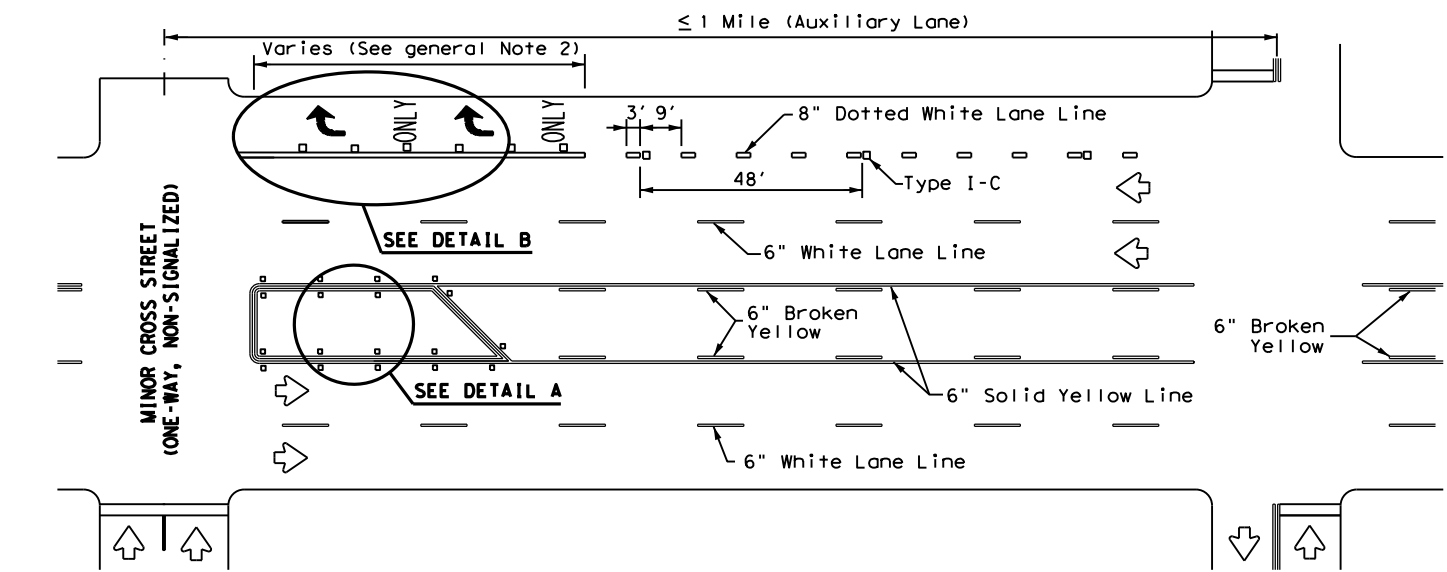 ≤ 1 Mile (Auxiliary Lane)
Varies (See general Note 2)
ONLY
ONLY
3' 9'
8" Dotted White Lane Line
48'
Type I-C
SEE DETAIL B
6" White Lane Line
MINOR CROSS STREET
(ONE-WAY, NON-SIGNALIZED)
6" Broken
Yellow
6" Broken
Yellow
SEE DETAIL A
6" Solid Yellow Line
6" White Lane Line